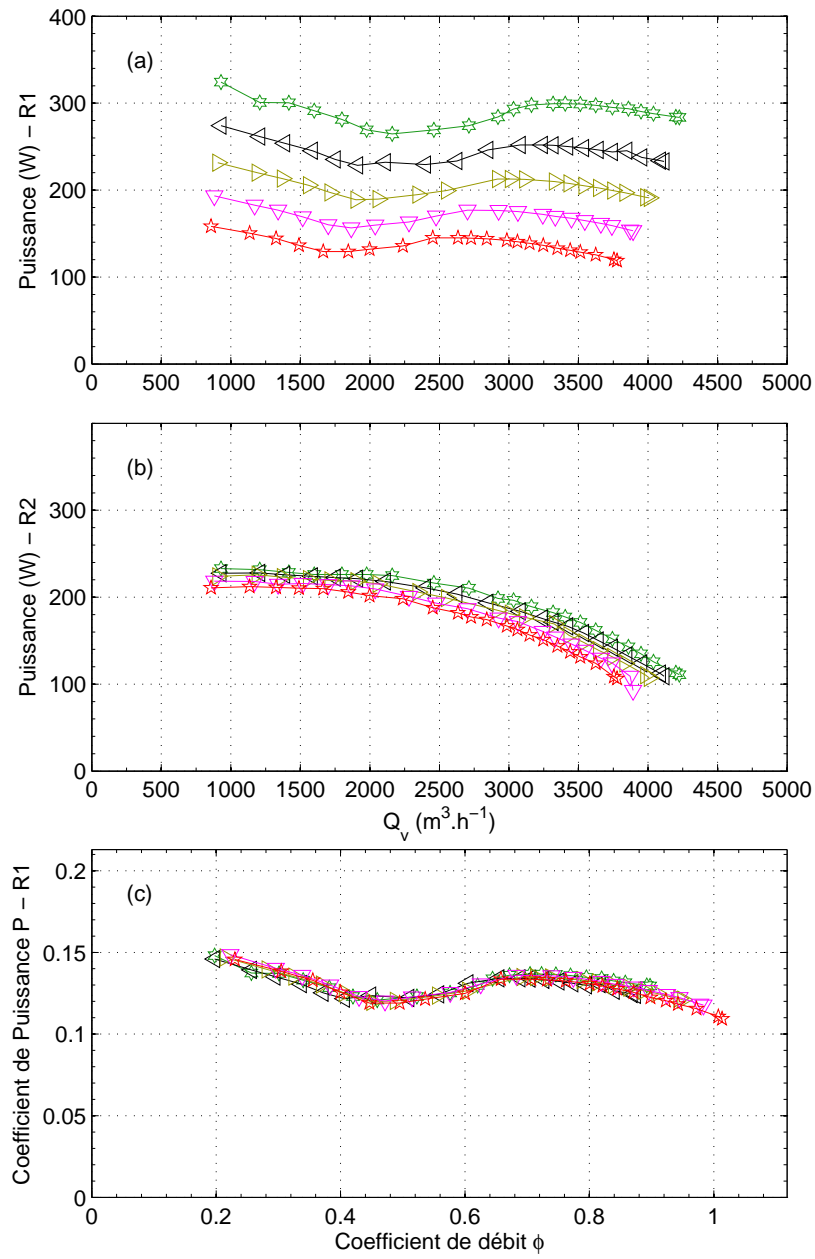 400
300
200
100
0
Puissance (W) − R1
(a)
0 500 1000 1500 2000 2500 3000 3500 4000 4500 5000
300
200
100
0
Puissance (W) − R2
(b)
0 500 1000 1500 2000 2500 3000 3500 4000 4500 5000
Q_v (m³.h⁻¹)
0.2
0.15
0.1
0.05
0
Coefficient de Puissance P − R1
(c)
0 0.2 0.4 0.6 0.8 1
Coefficient de débit ϕ